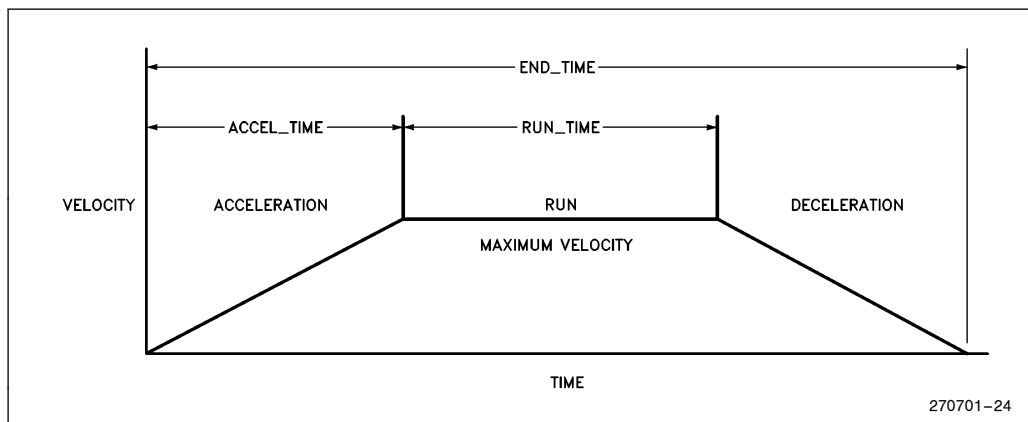 END_TIME
ACCEL_TIME
RUN_TIME
VELOCITY
ACCELERATION
RUN
DECELERATION
MAXIMUM VELOCITY
TIME
270701–24